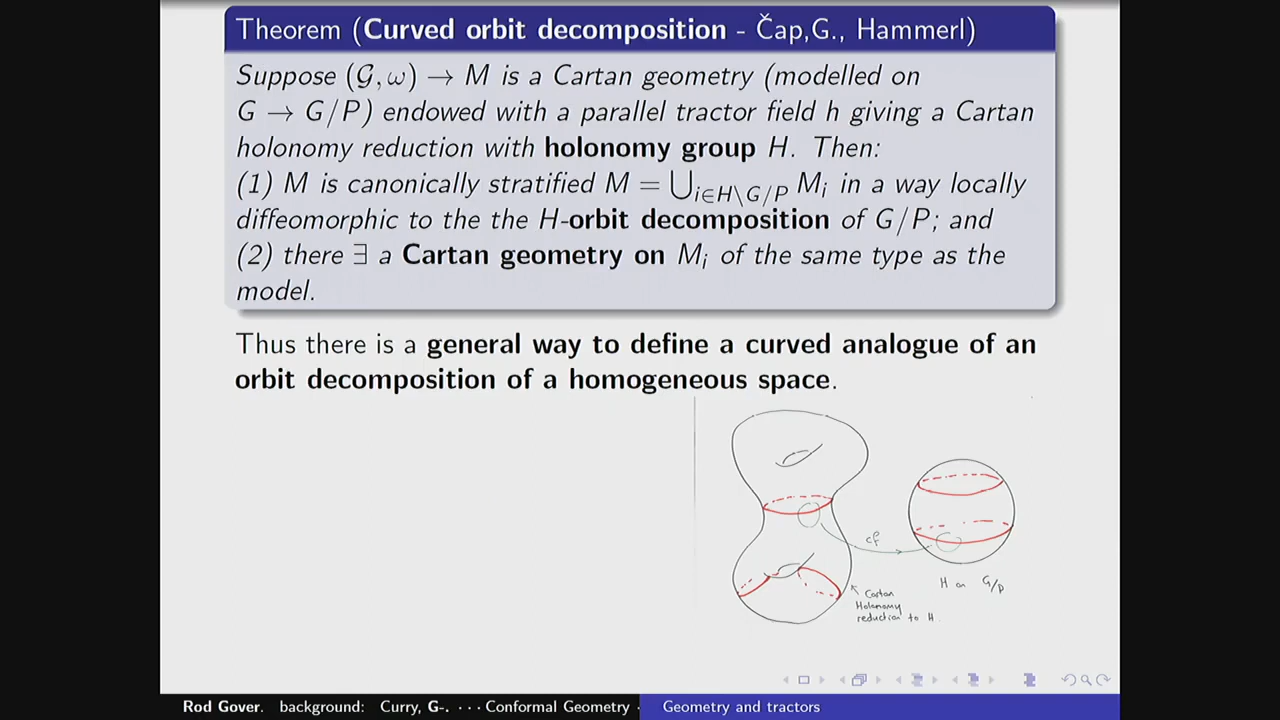 Theorem (Curved orbit decomposition - Čap,G., Hammerl)
Suppose (𝒢, ω) → M is a Cartan geometry (modelled on
G → G/P) endowed with a parallel tractor field h giving a Cartan
holonomy reduction with holonomy group H. Then:
(1) M is canonically stratified M = ⋃_{i∈H\G/P} M_i in a way locally
diffeomorphic to the the H-orbit decomposition of G/P; and
(2) there ∃ a Cartan geometry on M_i of the same type as the
model.
Thus there is a general way to define a curved analogue of an
orbit decomposition of a homogeneous space.
cf
H on G/P
Cartan
Holonomy
reduction to H.
Rod Gover. background: Curry, G-. ··· Conformal Geometry ·
Geometry and tractors